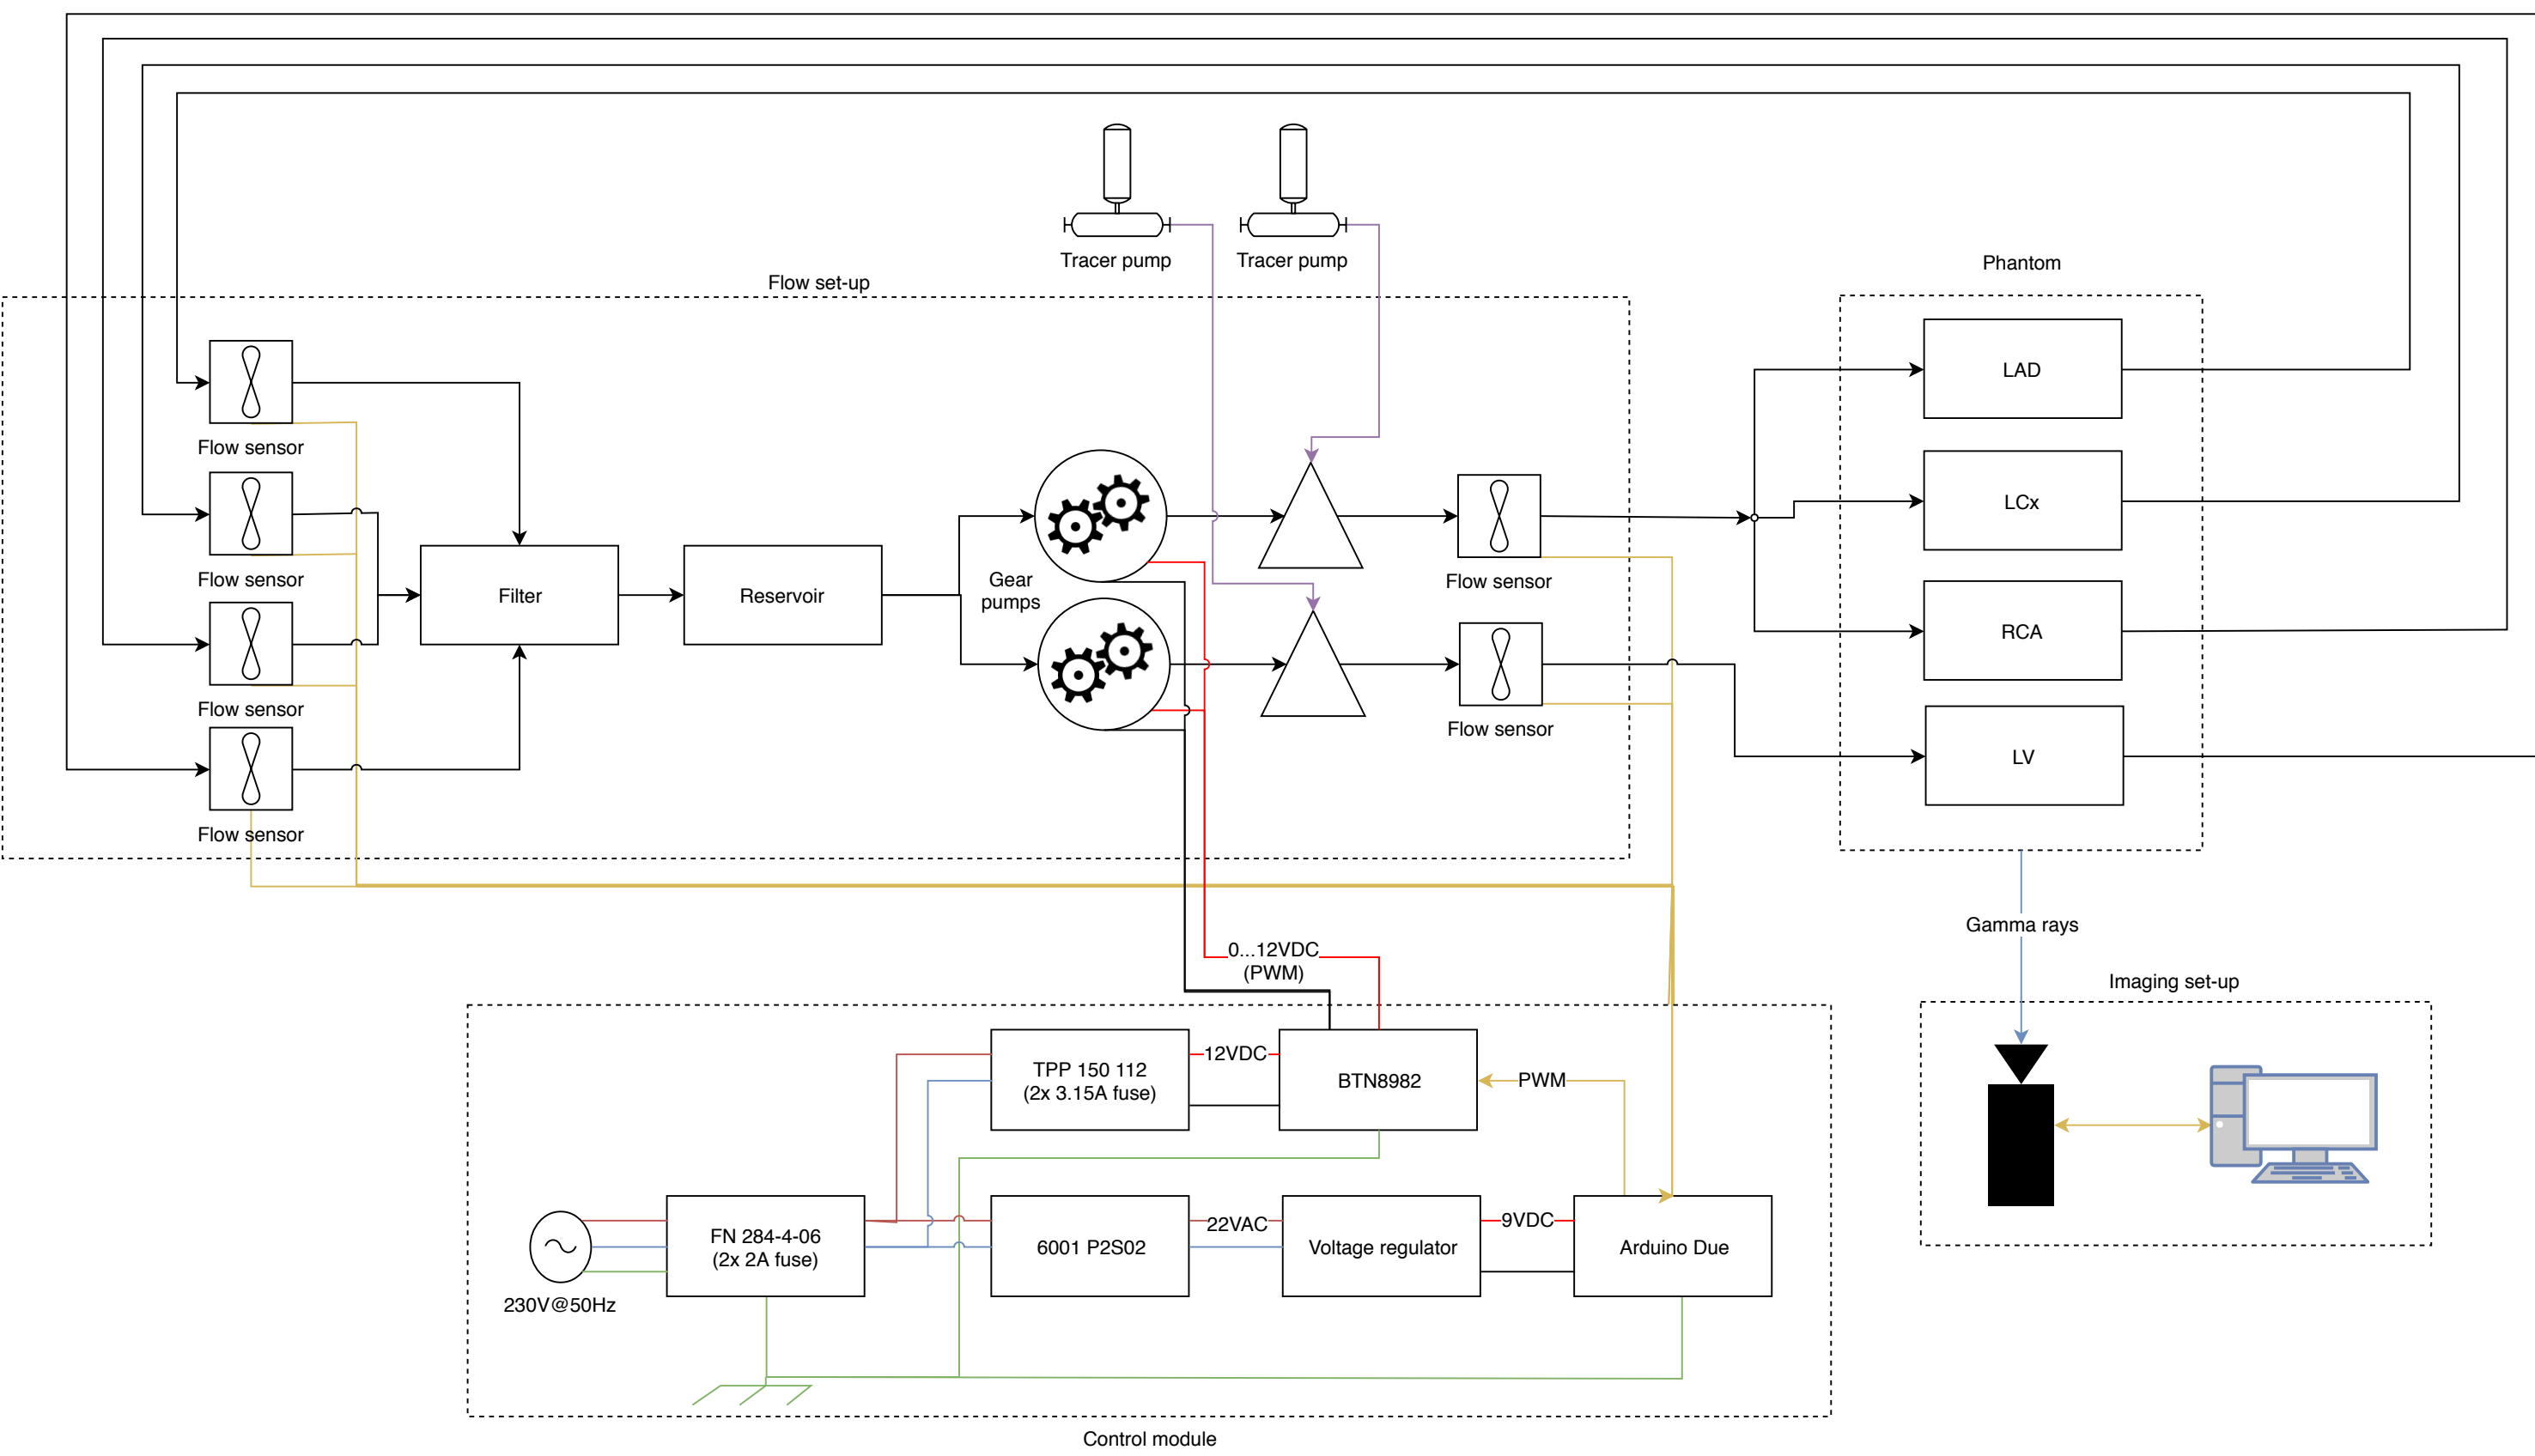 Tracer pump
Tracer pump
Flow set-up
Phantom
Flow sensor
Flow sensor
Flow sensor
Flow sensor
Filter
Reservoir
Gear
pumps
Flow sensor
Flow sensor
LAD
LCx
RCA
LV
Gamma rays
Imaging set-up
0...12VDC
(PWM)
TPP 150 112
(2x 3.15A fuse)
12VDC
BTN8982
PWM
230V@50Hz
FN 284-4-06
(2x 2A fuse)
6001 P2S02
22VAC
Voltage regulator
9VDC
Arduino Due
Control module